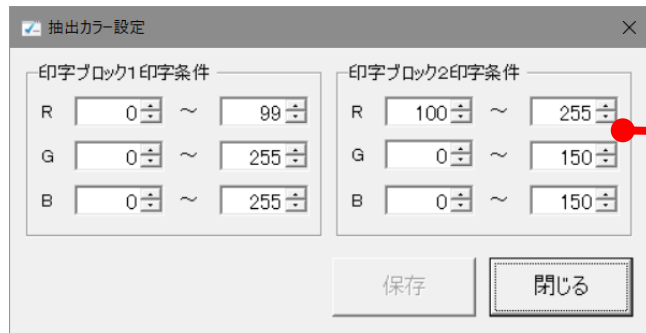 抽出カラー設定
印字ブロック1印字条件
R 0 ～ 99
G 0 ～ 255
B 0 ～ 255
印字ブロック2印字条件
R 100 ～ 255
G 0 ～ 150
B 0 ～ 150
保存 閉じる